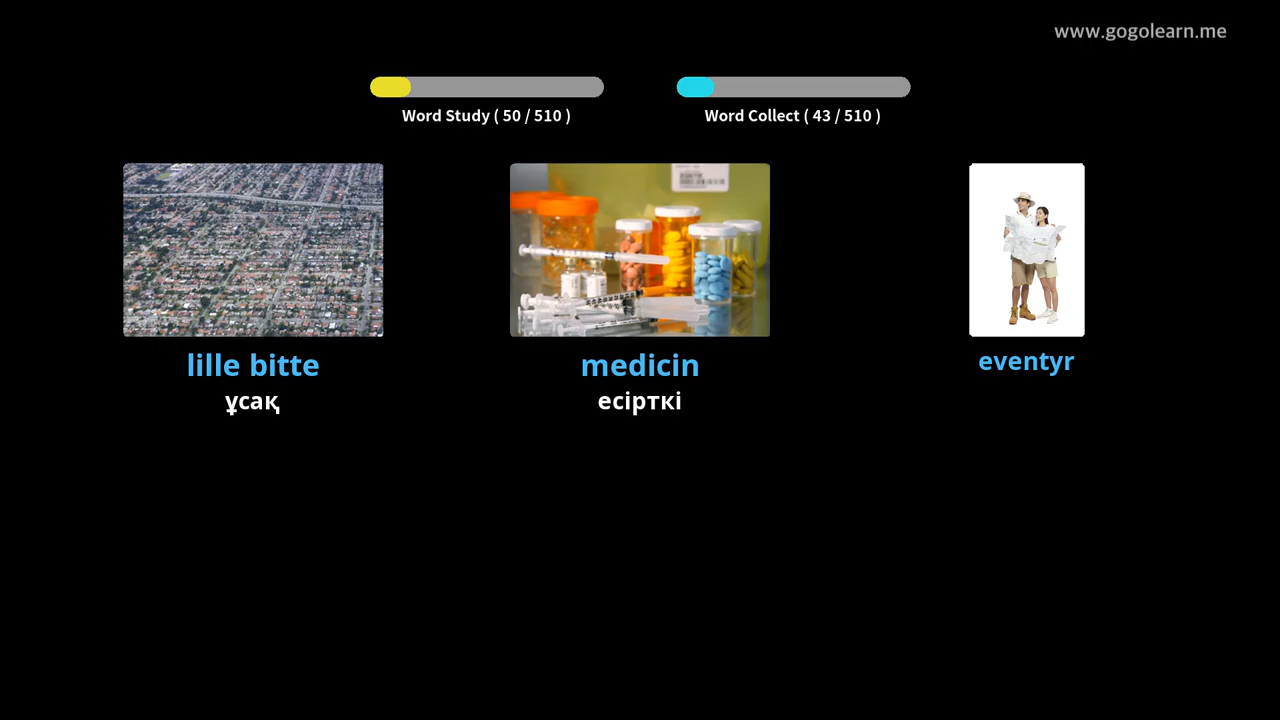 www.gogolearn.me
Word Study ( 50 / 510 )
Word Collect ( 43 / 510 )
lille bitte
ұсақ
medicin
есірткі
eventyr